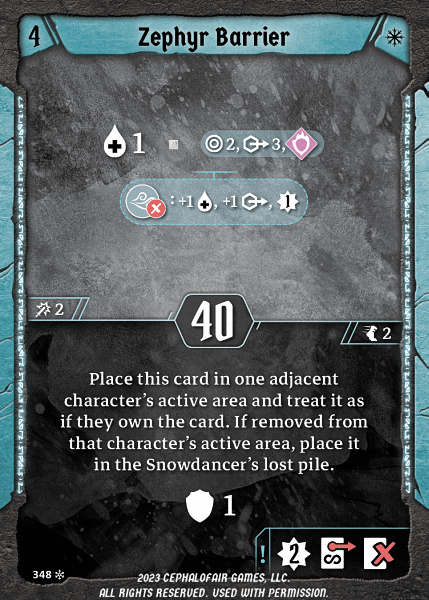 4 Zephyr Barrier
1 2, 3,
: +1 , +1 , 1
2
40
2
Place this card in one adjacent
character's active area and treat it as
if they own the card. If removed from
that character's active area, place it
in the Snowdancer's lost pile.
1
! 2
348
2023 CEPHALOFAIR GAMES, LLC.
ALL RIGHTS RESERVED. USED WITH PERMISSION.